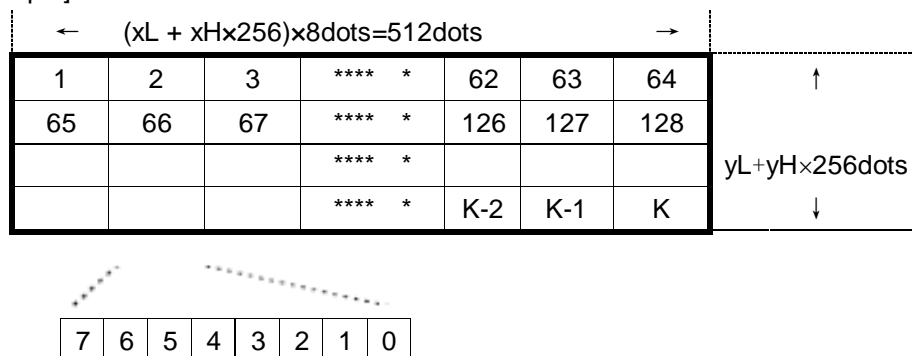 ← (xL + xH×256)×8dots=512dots →
1 2 3 **** * 62 63 64 ↑
65 66 67 **** * 126 127 128
**** * yL+yH×256dots
**** * K-2 K-1 K ↓
7 6 5 4 3 2 1 0